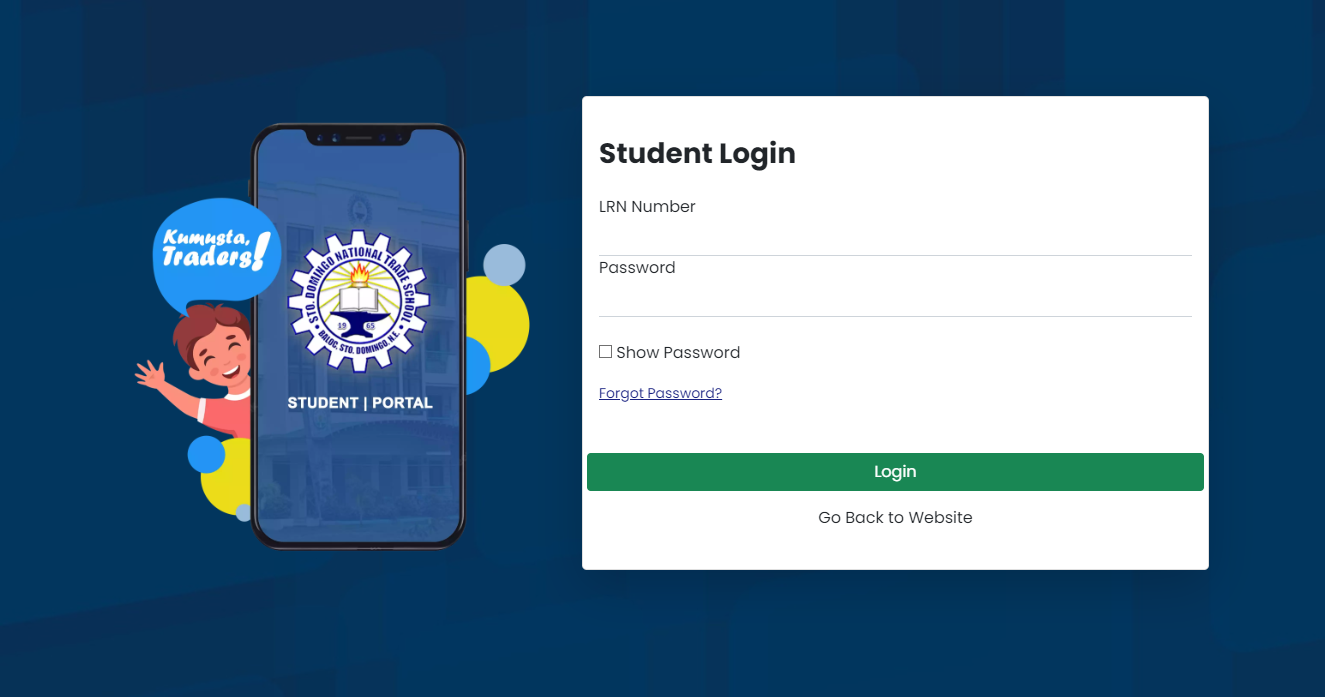 Kumusta,
Traders!
STO. DOMINGO NATIONAL TRADE SCHOOL
19 65
BALOC, STO. DOMINGO, N.E.
STUDENT | PORTAL
Student Login
LRN Number
Password
Show Password
Forgot Password?
Login
Go Back to Website